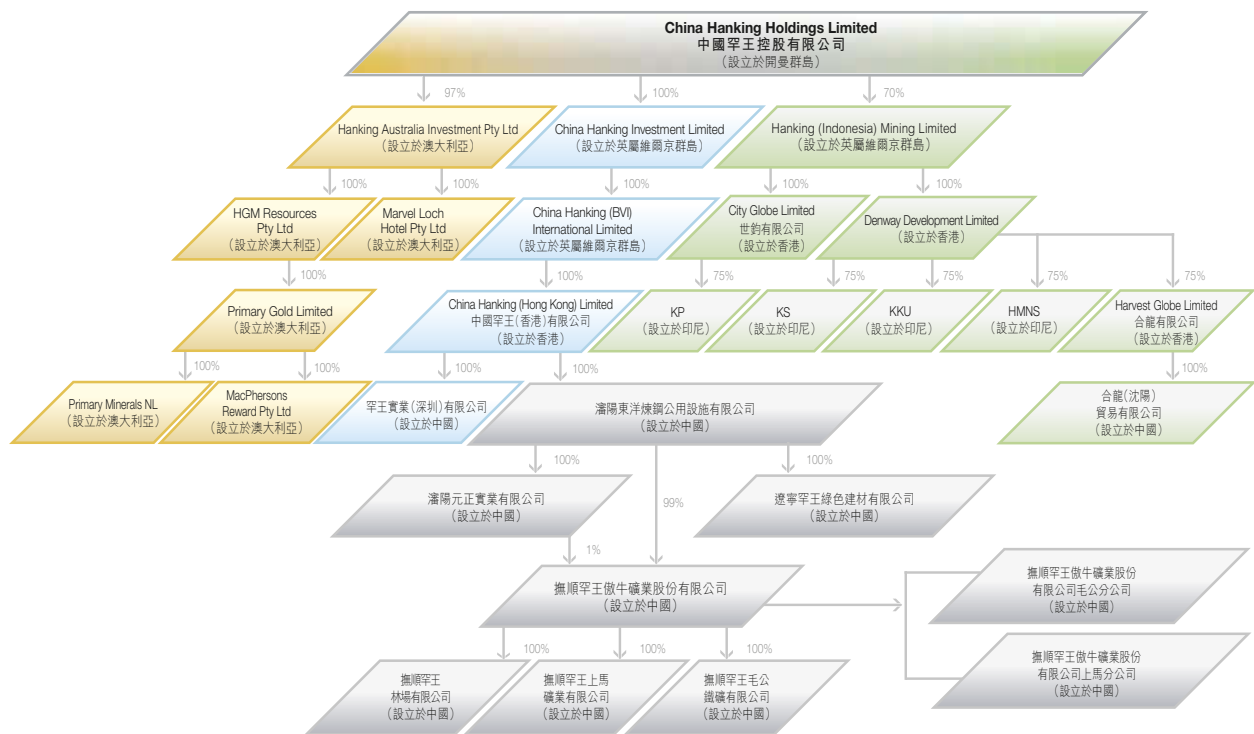 China Hanking Holdings Limited
中國罕王控股有限公司
（設立於開曼群島）
97%
100%
70%
Hanking Australia Investment Pty Ltd
（設立於澳大利亞）
China Hanking Investment Limited
（設立於英屬維爾京群島）
Hanking (Indonesia) Mining Limited
（設立於英屬維爾京群島）
100%
100%
100%
100%
100%
HGM Resources
Pty Ltd
（設立於澳大利亞）
Marvel Loch
Hotel Pty Ltd
（設立於澳大利亞）
China Hanking (BVI)
International Limited
（設立於英屬維爾京群島）
City Globe Limited
世鈞有限公司
（設立於香港）
Denway Development Limited
（設立於香港）
100%
100%
75%
75%
75%
75%
75%
Primary Gold Limited
（設立於澳大利亞）
China Hanking (Hong Kong) Limited
中國罕王（香港）有限公司
（設立於香港）
KP
（設立於印尼）
KS
（設立於印尼）
KKU
（設立於印尼）
HMNS
（設立於印尼）
Harvest Globe Limited
合龍有限公司
（設立於香港）
100%
100%
100%
100%
100%
Primary Minerals NL
（設立於澳大利亞）
MacPhersons
Reward Pty Ltd
（設立於澳大利亞）
罕王實業（深圳）有限公司
（設立於中國）
瀋陽東洋煉鋼公用設施有限公司
（設立於中國）
合龍（沈陽）
貿易有限公司
（設立於中國）
100%
99%
100%
瀋陽元正實業有限公司
（設立於中國）
遼寧罕王綠色建材有限公司
（設立於中國）
1%
撫順罕王傲牛礦業股份有限公司
（設立於中國）
撫順罕王傲牛礦業股份
有限公司毛公分公司
（設立於中國）
100%
100%
100%
撫順罕王
林場有限公司
（設立於中國）
撫順罕王上馬
礦業有限公司
（設立於中國）
撫順罕王毛公
鐵礦有限公司
（設立於中國）
撫順罕王傲牛礦業股份
有限公司上馬分公司
（設立於中國）